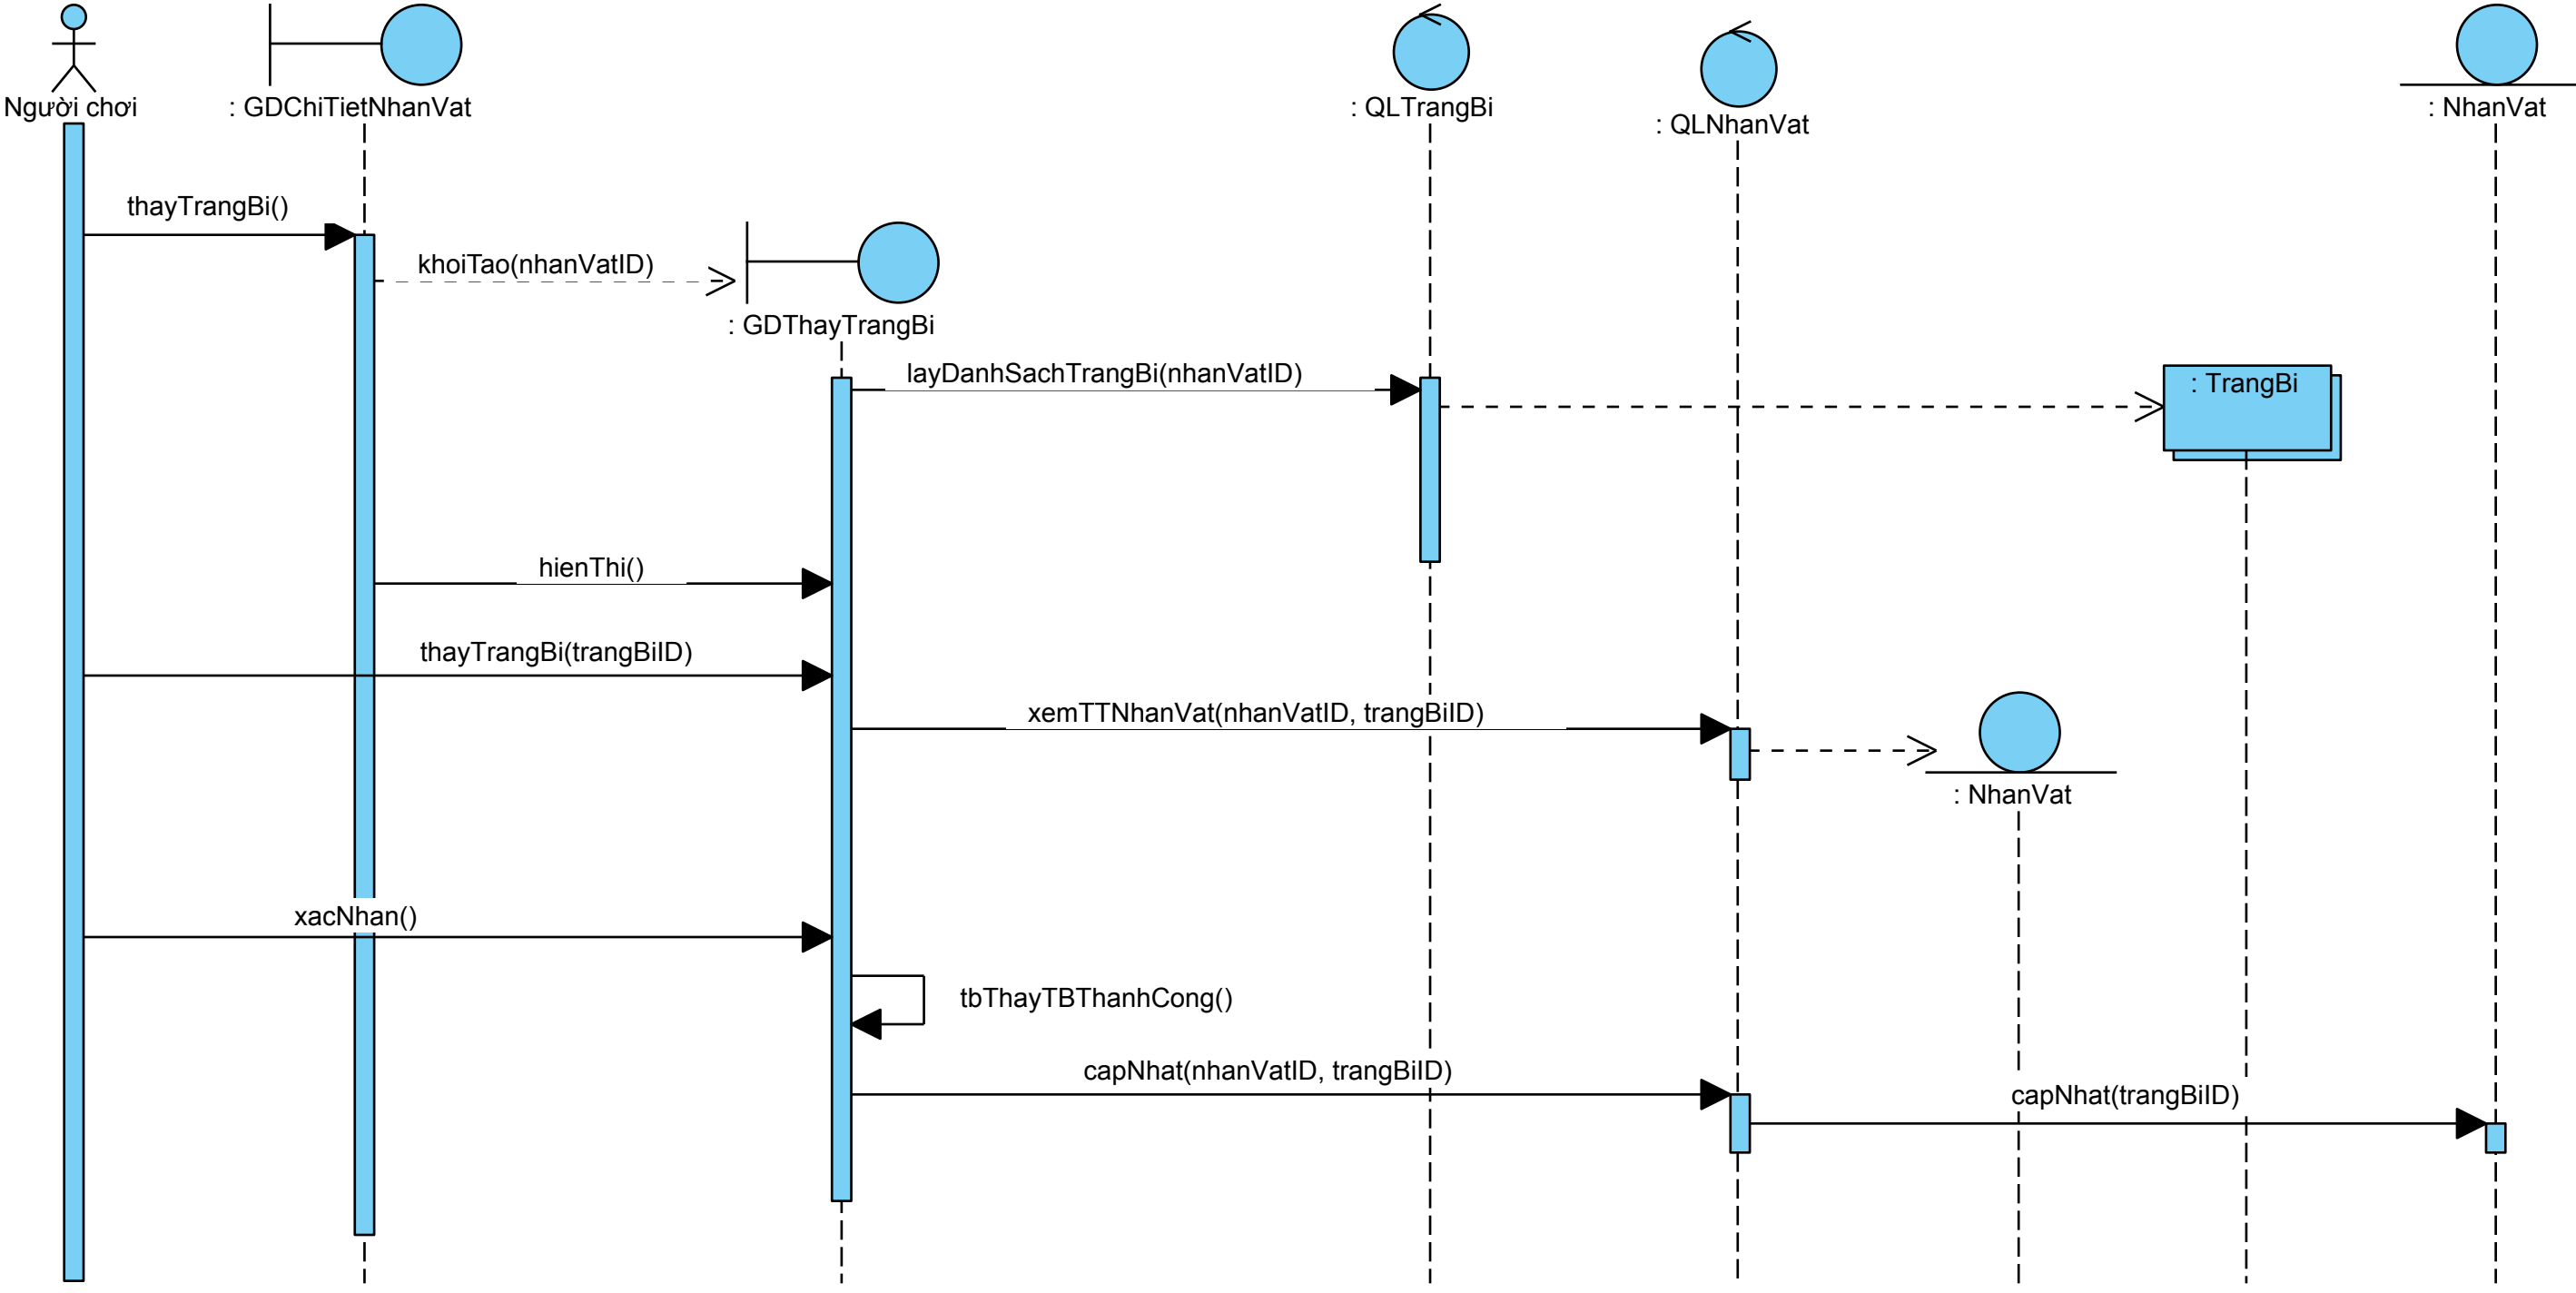 Người chơi
: GDChiTietNhanVat
: QLTrangBi
: QLNhanVat
: NhanVat
thayTrangBi()
khoiTao(nhanVatID)
: GDThayTrangBi
layDanhSachTrangBi(nhanVatID)
: TrangBi
hienThi()
thayTrangBi(trangBiID)
xemTTNhanVat(nhanVatID, trangBiID)
: NhanVat
xacNhan()
tbThayTBThanhCong()
capNhat(nhanVatID, trangBiID)
capNhat(trangBiID)